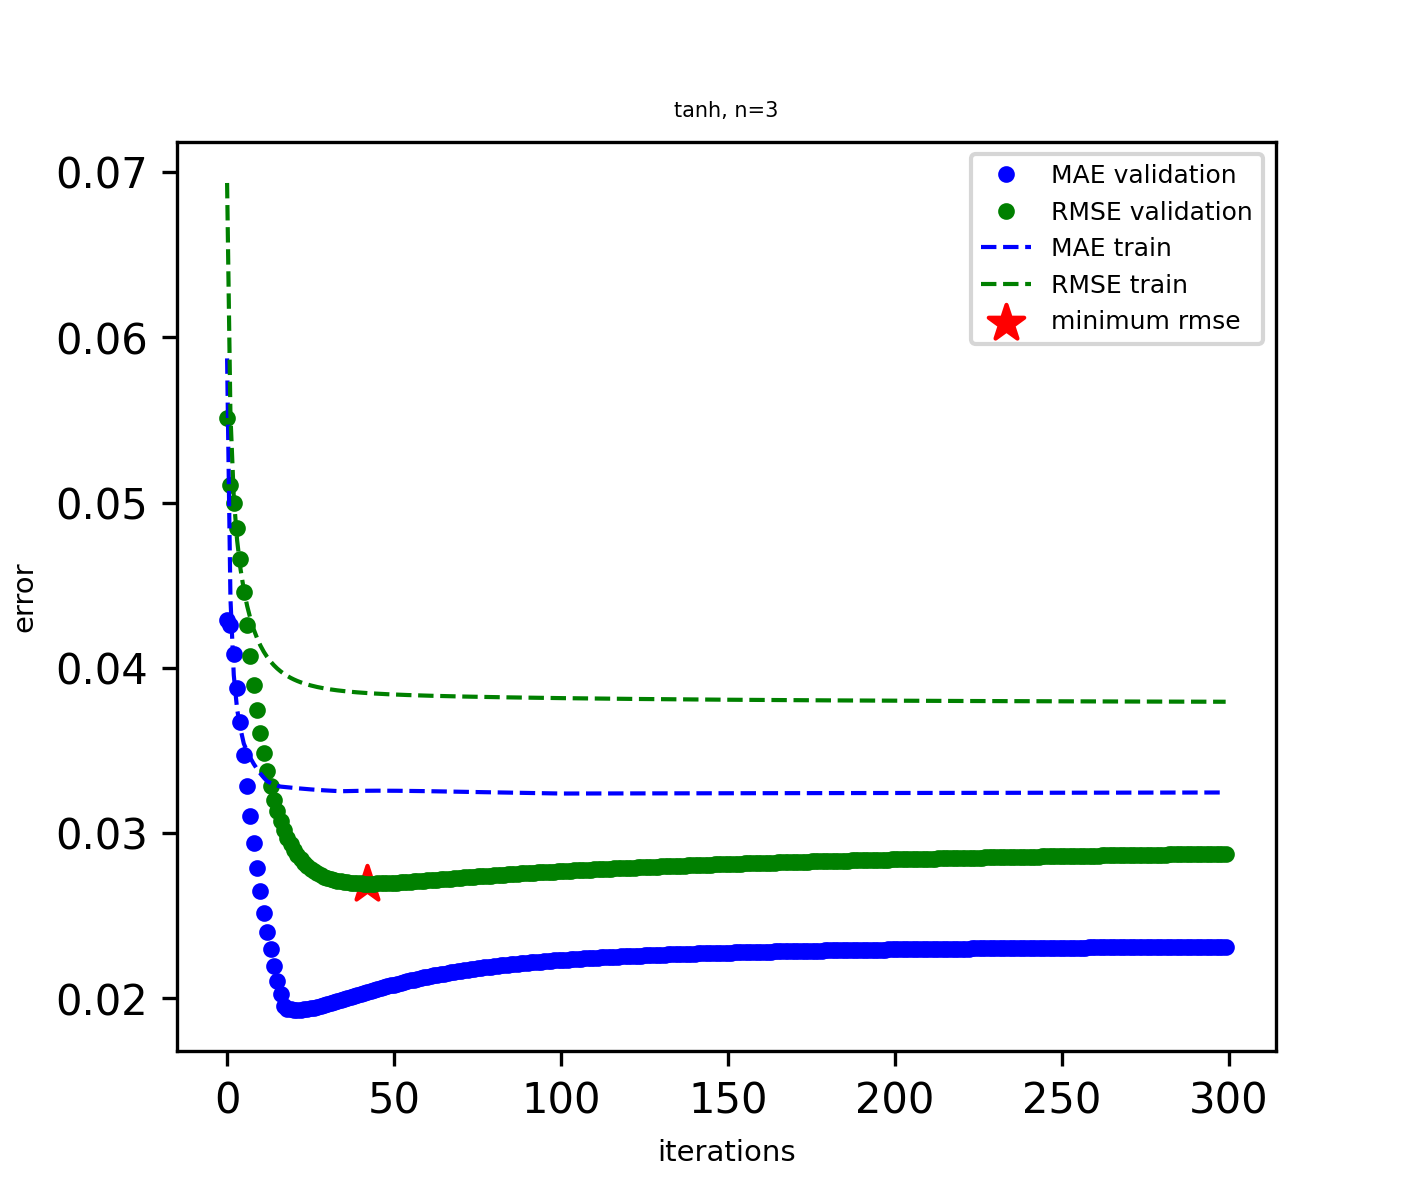 tanh, n=3
MAE validation
RMSE validation
MAE train
RMSE train
minimum rmse
error
0.07
0.06
0.05
0.04
0.03
0.02
0 50 100 150 200 250 300
iterations